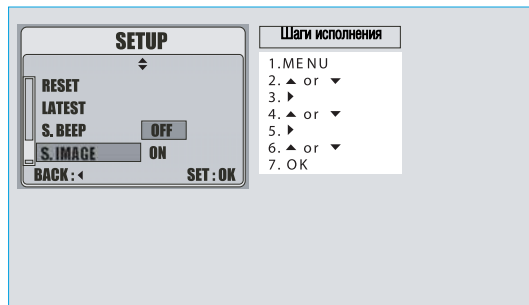 SETUP
RESET
LATEST
S. BEEP OFF
S. IMAGE ON
BACK : ◂ SET : OK
Шаги исполнения
1.MENU
2. ▲ or ▼
3. ▶
4. ▲ or ▼
5. ▶
6. ▲ or ▼
7. OK